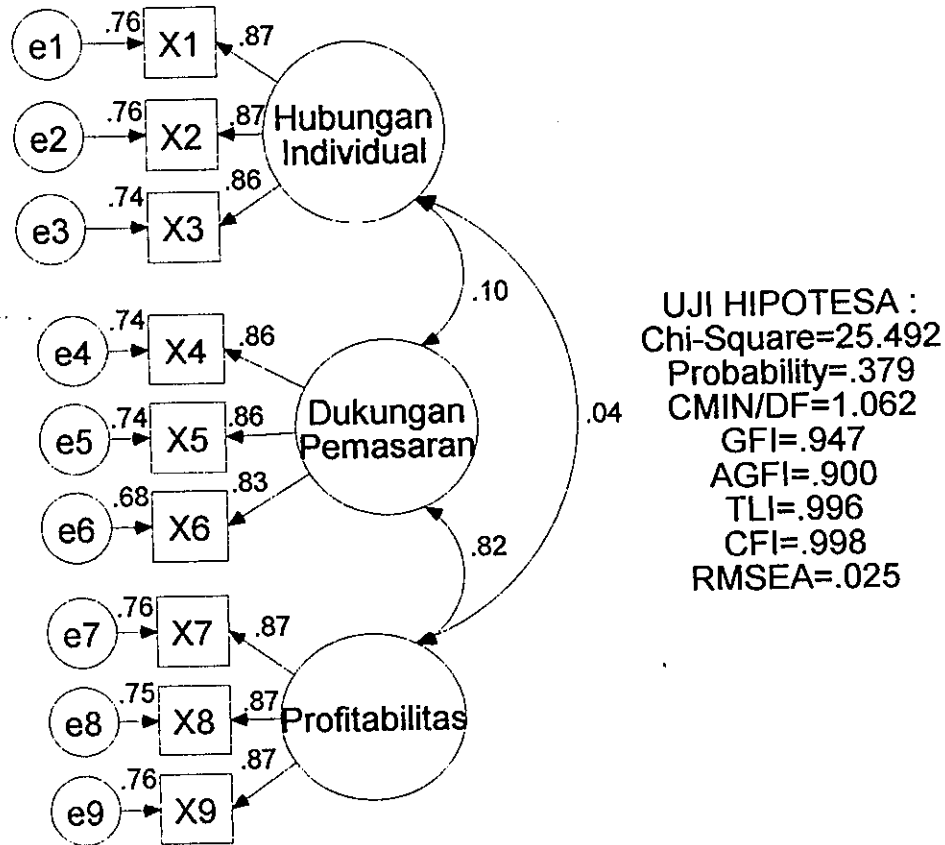 .76
.87
e1
X1
.76
.87
e2
X2
Hubungan
Individual
.74
.86
e3
X3
.10
.74
.86
e4
X4
.74
.86
e5
X5
Dukungan
Pemasaran
.68
.83
e6
X6
.04
.82
.76
.87
e7
X7
.75
.87
e8
X8
Profitabilitas
.76
.87
e9
X9
UJI HIPOTESA :
Chi-Square=25.492
Probability=.379
CMIN/DF=1.062
GFI=.947
AGFI=.900
TLI=.996
CFI=.998
RMSEA=.025